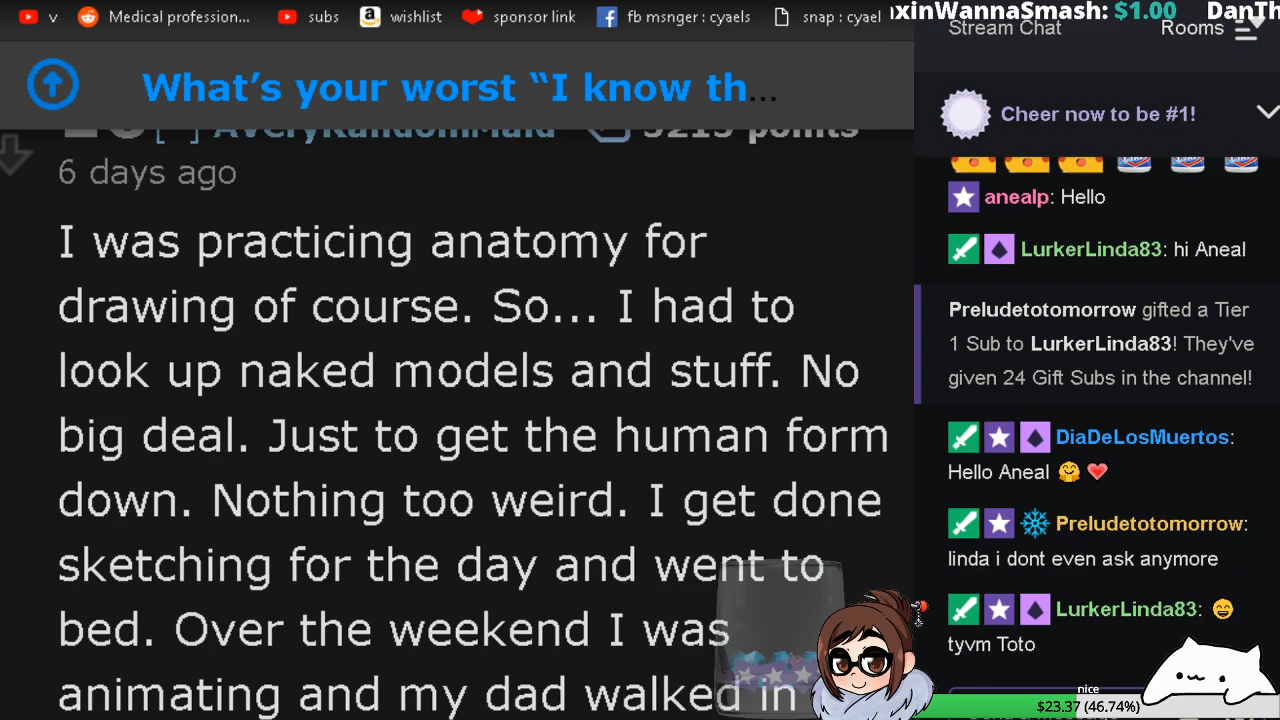 v Medical profession... subs wishlist sponsor link fb msnger : cyaels snap : cyael
xinWannaSmash: $1.00 DanTh
Stream Chat Rooms
What's your worst “I know th...
Cheer now to be #1!
[-] AVeryRandomMaid 3215 points
6 days ago
I was practicing anatomy for
drawing of course. So... I had to
look up naked models and stuff. No
big deal. Just to get the human form
down. Nothing too weird. I get done
sketching for the day and went to
bed. Over the weekend I was
animating and my dad walked in
anealp: Hello
LurkerLinda83: hi Aneal
Preludetotomorrow gifted a Tier
1 Sub to LurkerLinda83! They've
given 24 Gift Subs in the channel!
DiaDeLosMuertos:
Hello Aneal 🤗 ❤️
Preludetotomorrow:
linda i dont even ask anymore
LurkerLinda83: 😄
tyvm Toto
nice
$23.37 (46.74%)